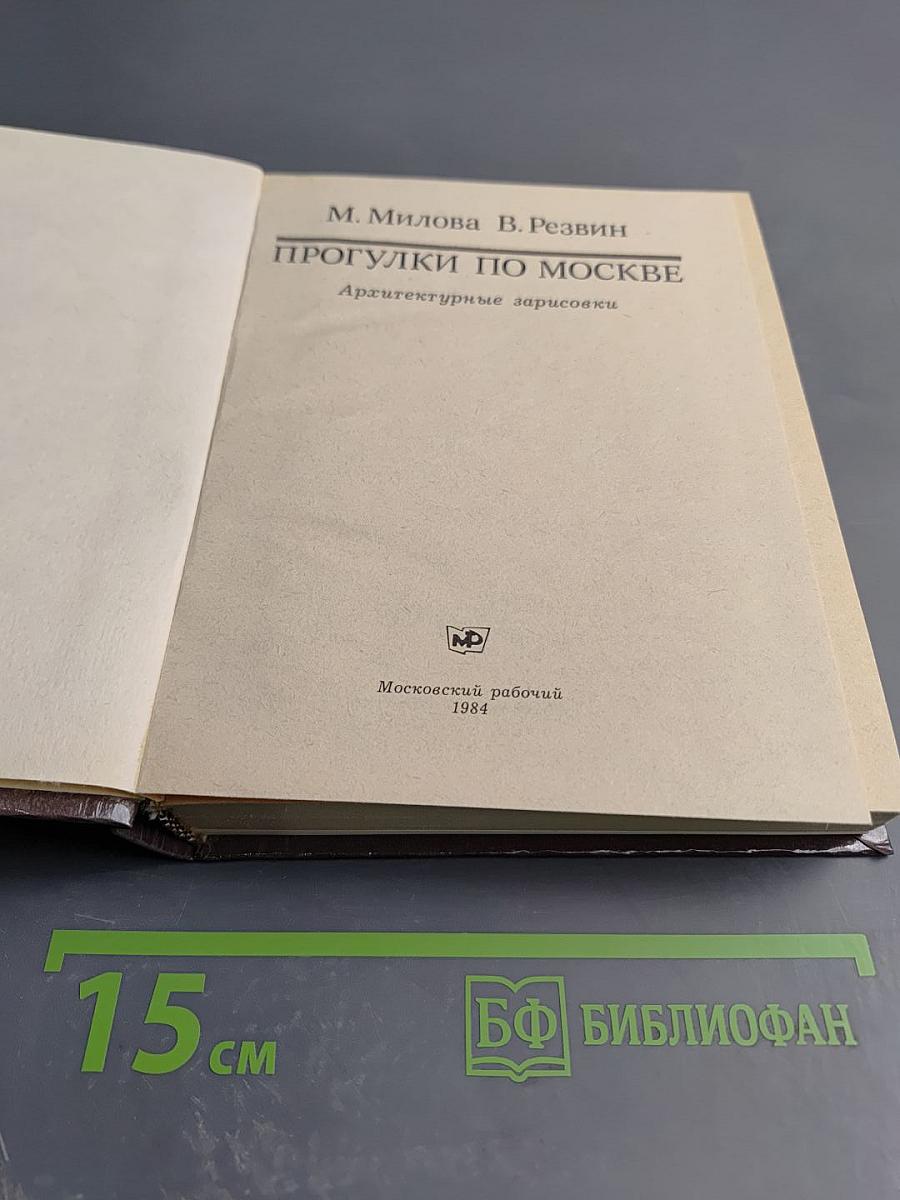 М. Милова В. Резвин
ПРОГУЛКИ ПО МОСКВЕ
Архитектурные зарисовки
МР
Московский рабочий
1984
15 см
БФ БИБЛИОФАН